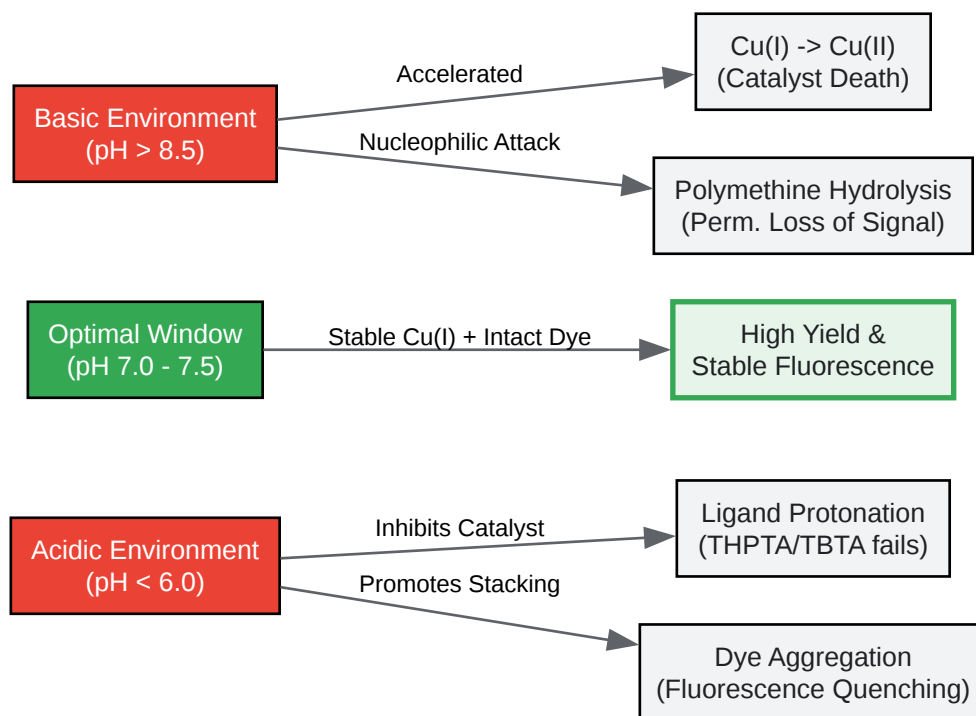 Cu(I) -> Cu(II)
(Catalyst Death)
Accelerated
Basic Environment
(pH > 8.5)
Nucleophilic Attack
Polymethine Hydrolysis
(Perm. Loss of Signal)
Optimal Window
(pH 7.0 - 7.5)
Stable Cu(I) + Intact Dye
High Yield &
Stable Fluorescence
Ligand Protonation
(THPTA/TBTA fails)
Inhibits Catalyst
Acidic Environment
(pH < 6.0)
Promotes Stacking
Dye Aggregation
(Fluorescence Quenching)